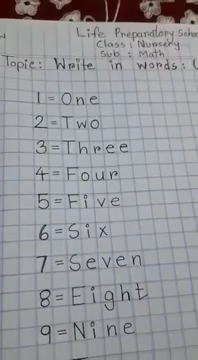 Life Preparatory School
Class : Nursery
Sub : Math
Topic : Write in words : (
1 = One
2 = Two
3 = Three
4 = Four
5 = Five
6 = Six
7 = Seven
8 = Eight
9 = Nine